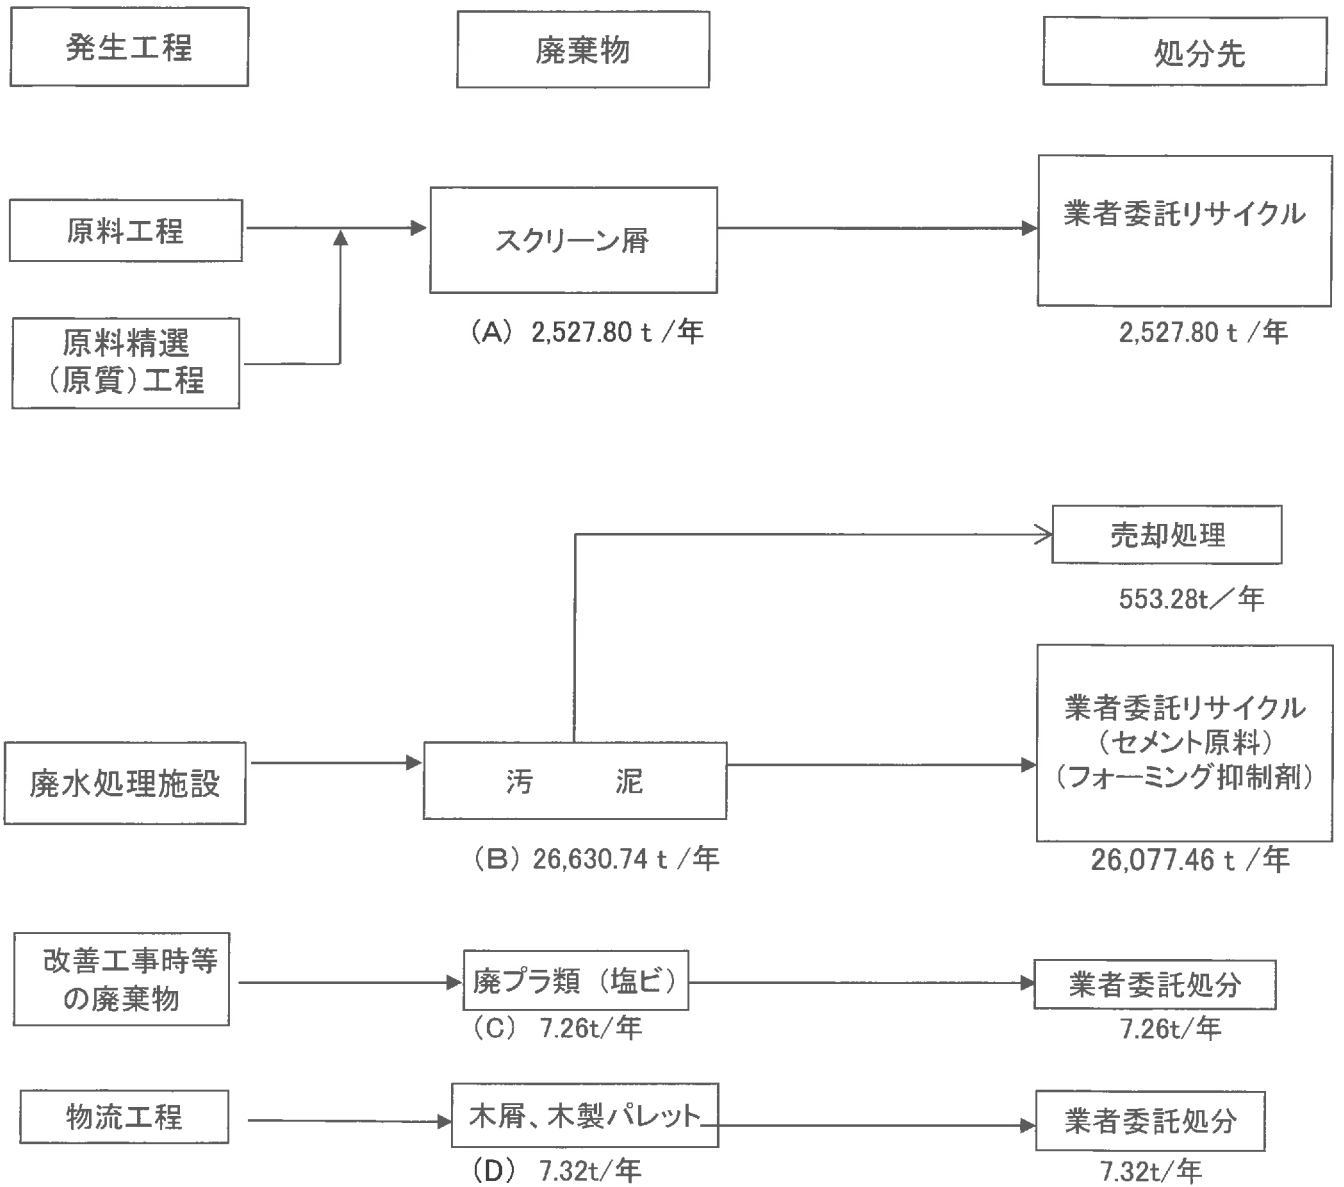 発生工程
廃棄物
処分先
原料工程
スクリーン屑
業者委託リサイクル
(A) 2,527.80 t /年
2,527.80 t /年
原料精選
(原質)工程
売却処理
553.28t/年
廃水処理施設
汚 泥
業者委託リサイクル
(セメント原料)
(フォーミング抑制剤)
(B) 26,630.74 t /年
26,077.46 t /年
改善工事時等
の廃棄物
廃プラ類(塩ビ)
業者委託処分
(C) 7.26t/年
7.26t/年
物流工程
木屑、木製パレット
業者委託処分
(D) 7.32t/年
7.32t/年